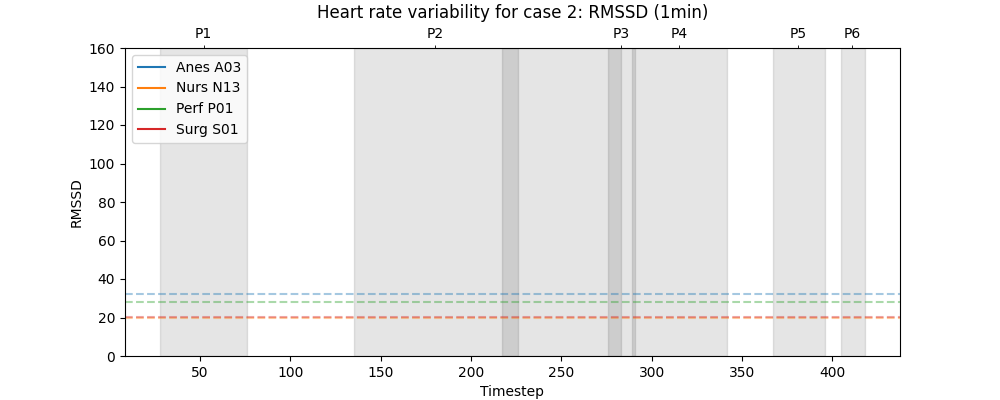 Heart rate variability for case 2: RMSSD (1min)
P1 P2 P3 P4 P5 P6
160
140
120
100
80
60
40
20
0
RMSSD
Anes A03
Nurs N13
Perf P01
Surg S01
50 100 150 200 250 300 350 400
Timestep